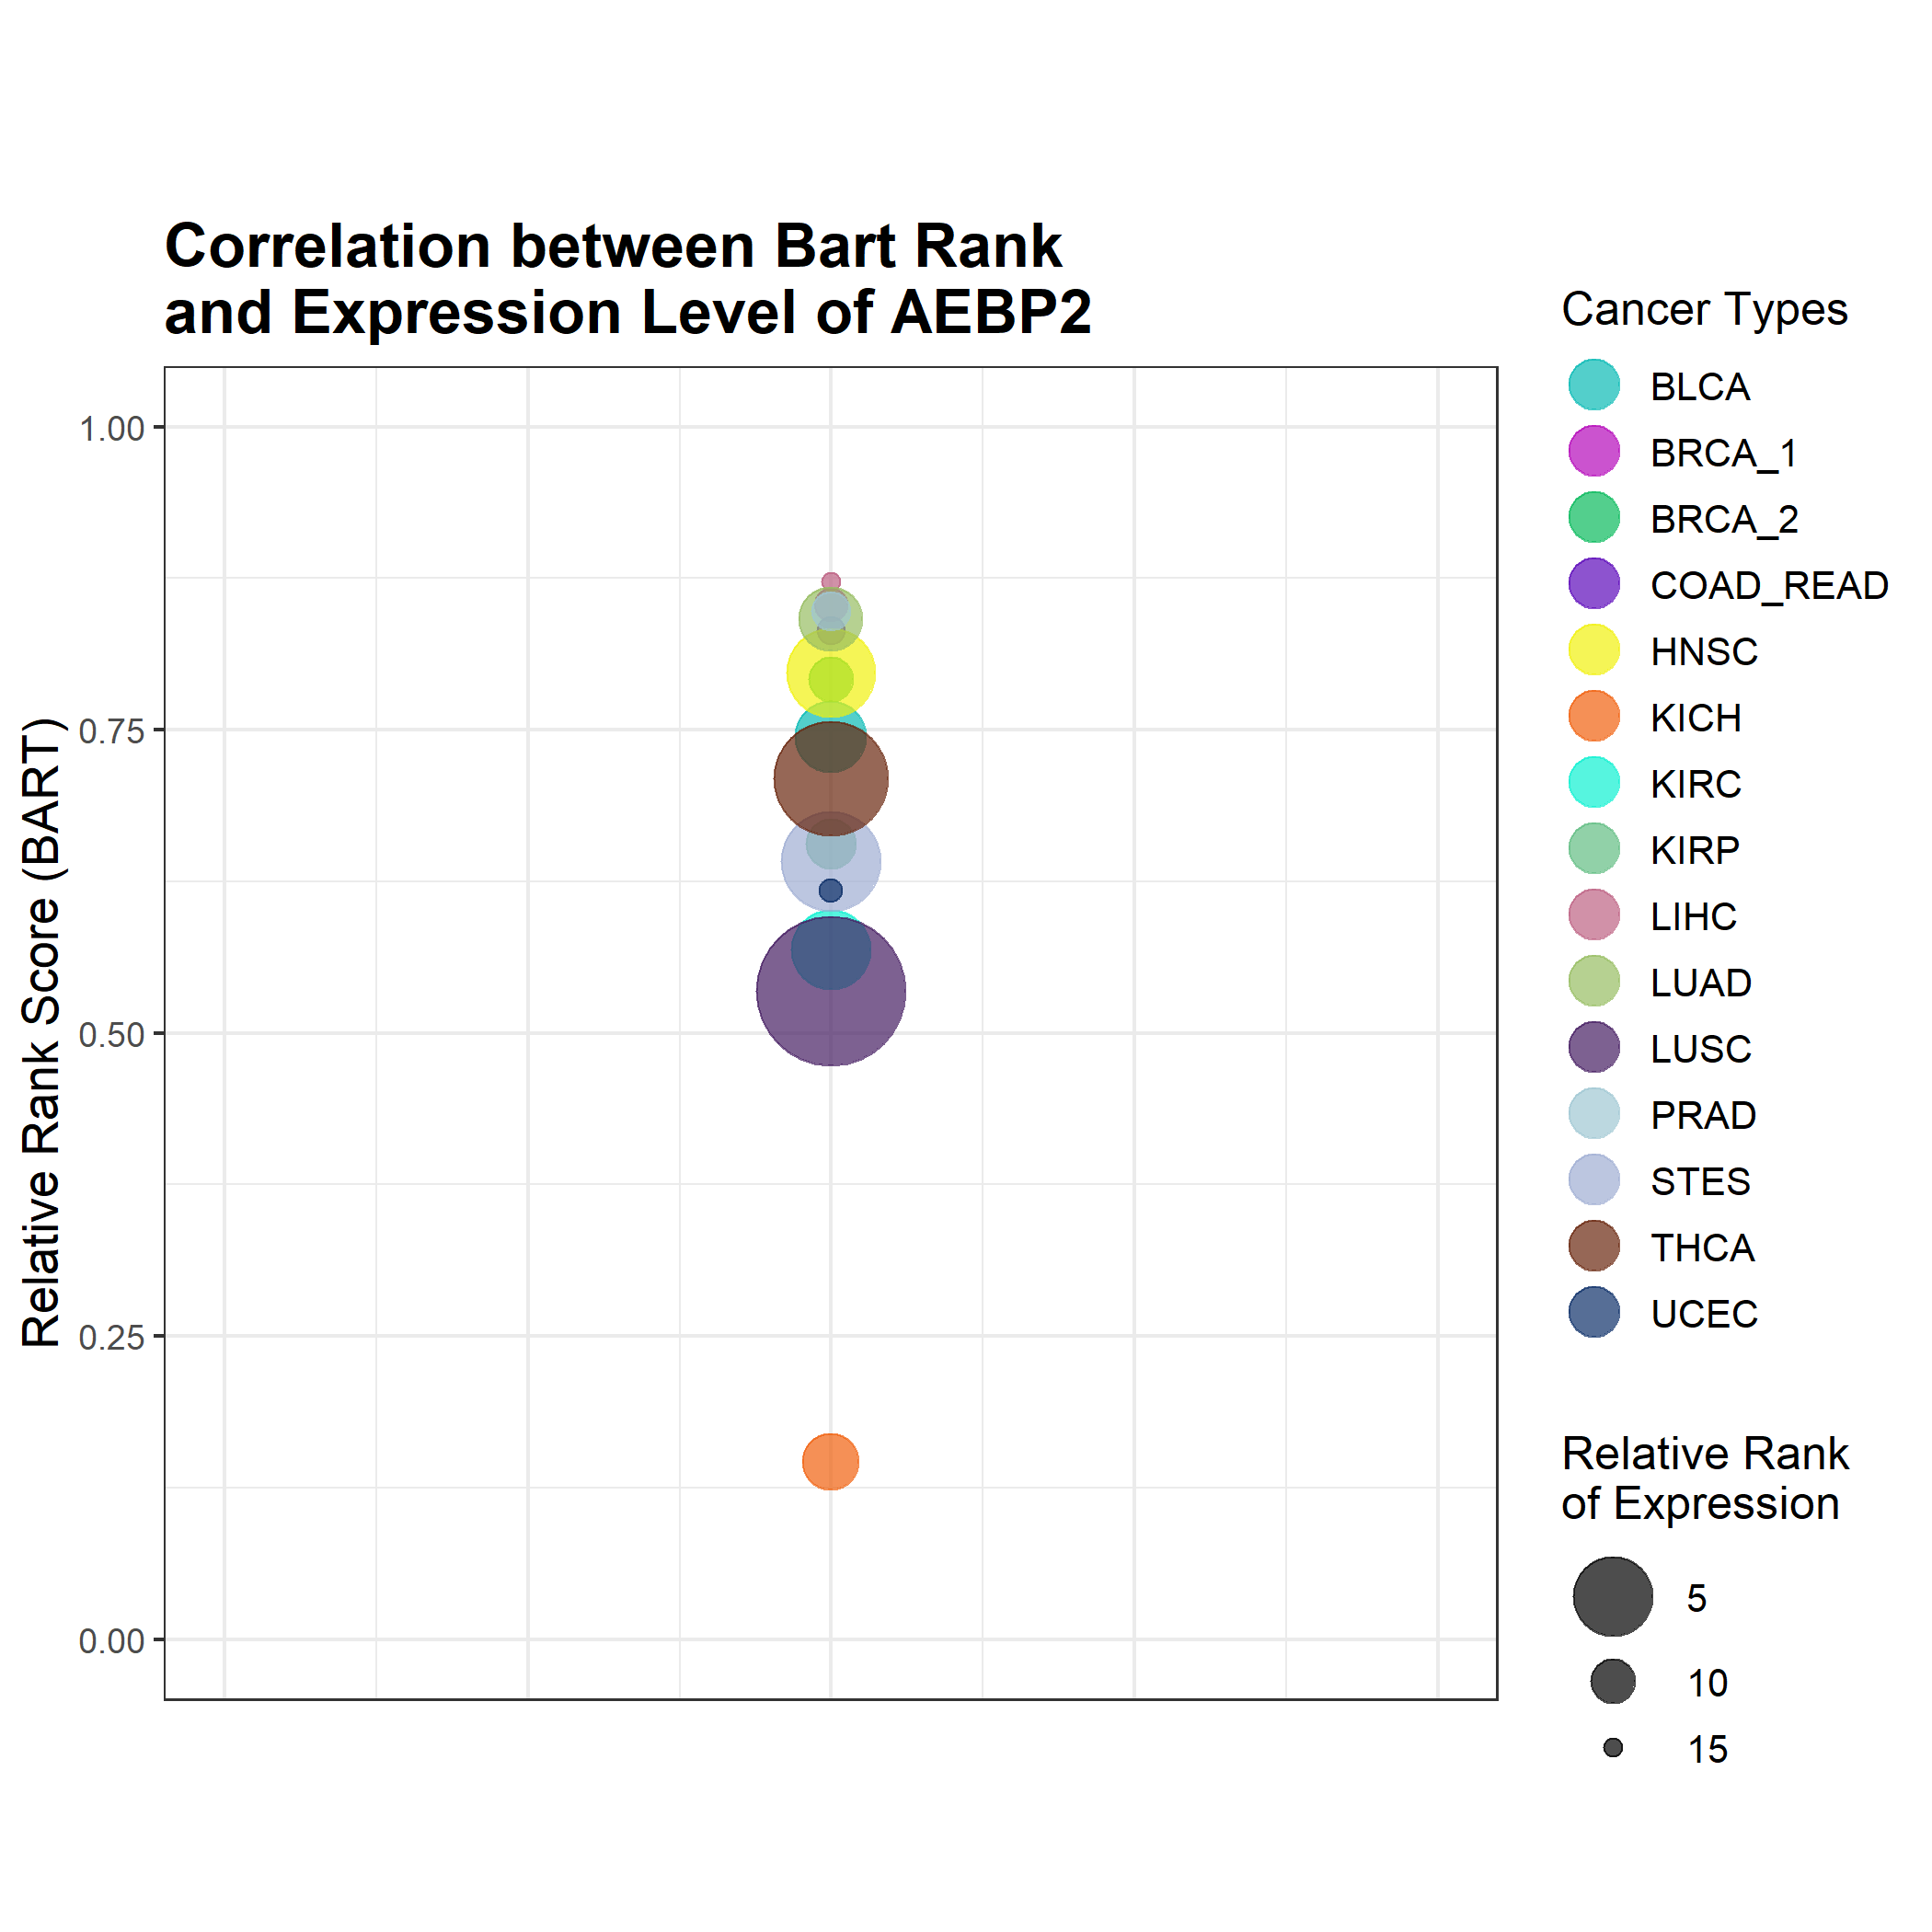 Correlation between Bart Rank
and Expression Level of AEBP2
Relative Rank Score (BART)
1.00
0.75
0.50
0.25
0.00
Cancer Types
BLCA
BRCA_1
BRCA_2
COAD_READ
HNSC
KICH
KIRC
KIRP
LIHC
LUAD
LUSC
PRAD
STES
THCA
UCEC
Relative Rank
of Expression
5
10
15